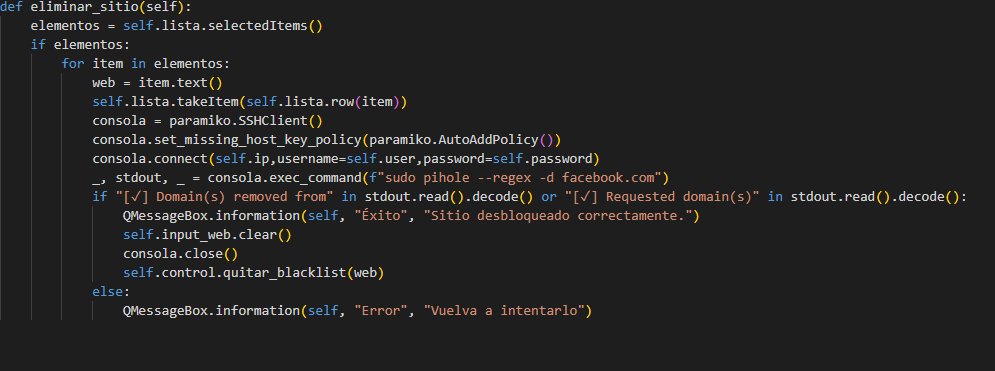 def eliminar_sitio(self):
    elementos = self.lista.selectedItems()
    if elementos:
        for item in elementos:
            web = item.text()
            self.lista.takeItem(self.lista.row(item))
            consola = paramiko.SSHClient()
            consola.set_missing_host_key_policy(paramiko.AutoAddPolicy())
            consola.connect(self.ip,username=self.user,password=self.password)
            _, stdout, _ = consola.exec_command(f"sudo pihole --regex -d facebook.com")
            if "[✓] Domain(s) removed from" in stdout.read().decode() or "[✓] Requested domain(s)" in stdout.read().decode():
                QMessageBox.information(self, "Éxito", "Sitio desbloqueado correctamente.")
                self.input_web.clear()
                consola.close()
                self.control.quitar_blacklist(web)
            else:
                QMessageBox.information(self, "Error", "Vuelva a intentarlo")